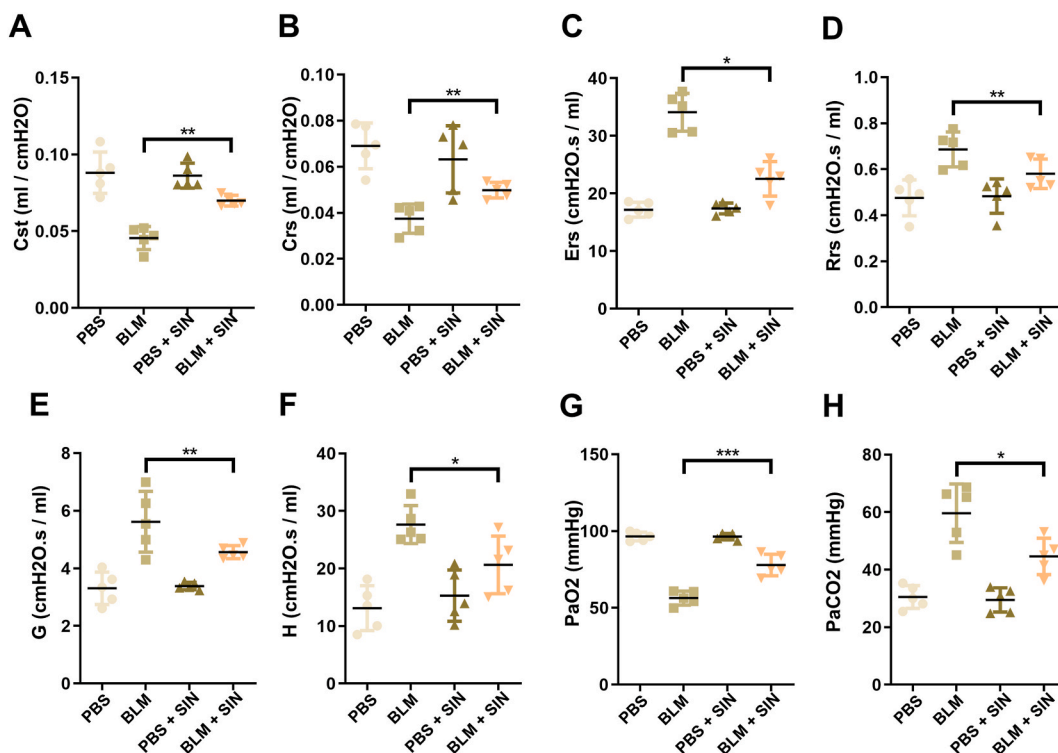 A
Cst (ml / cmH2O)
0.15
0.10
0.05
0.00
**
PBS
BLM
PBS + SIN
BLM + SIN
B
Crs (ml / cmH2O)
0.10
0.08
0.06
0.04
0.02
0.00
**
PBS
BLM
PBS + SIN
BLM + SIN
C
Ers (cmH2O.s / ml)
40
30
20
10
0
*
PBS
BLM
PBS + SIN
BLM + SIN
D
Rrs (cmH2O.s / ml)
1.0
0.8
0.6
0.4
0.2
0.0
**
PBS
BLM
PBS + SIN
BLM + SIN
E
G (cmH2O.s / ml)
8
6
4
2
0
**
PBS
BLM
PBS + SIN
BLM + SIN
F
H (cmH2O.s / ml)
40
30
20
10
0
*
PBS
BLM
PBS + SIN
BLM + SIN
G
PaO2 (mmHg)
150
100
50
0
***
PBS
BLM
PBS + SIN
BLM + SIN
H
PaCO2 (mmHg)
80
60
40
20
0
*
PBS
BLM
PBS + SIN
BLM + SIN